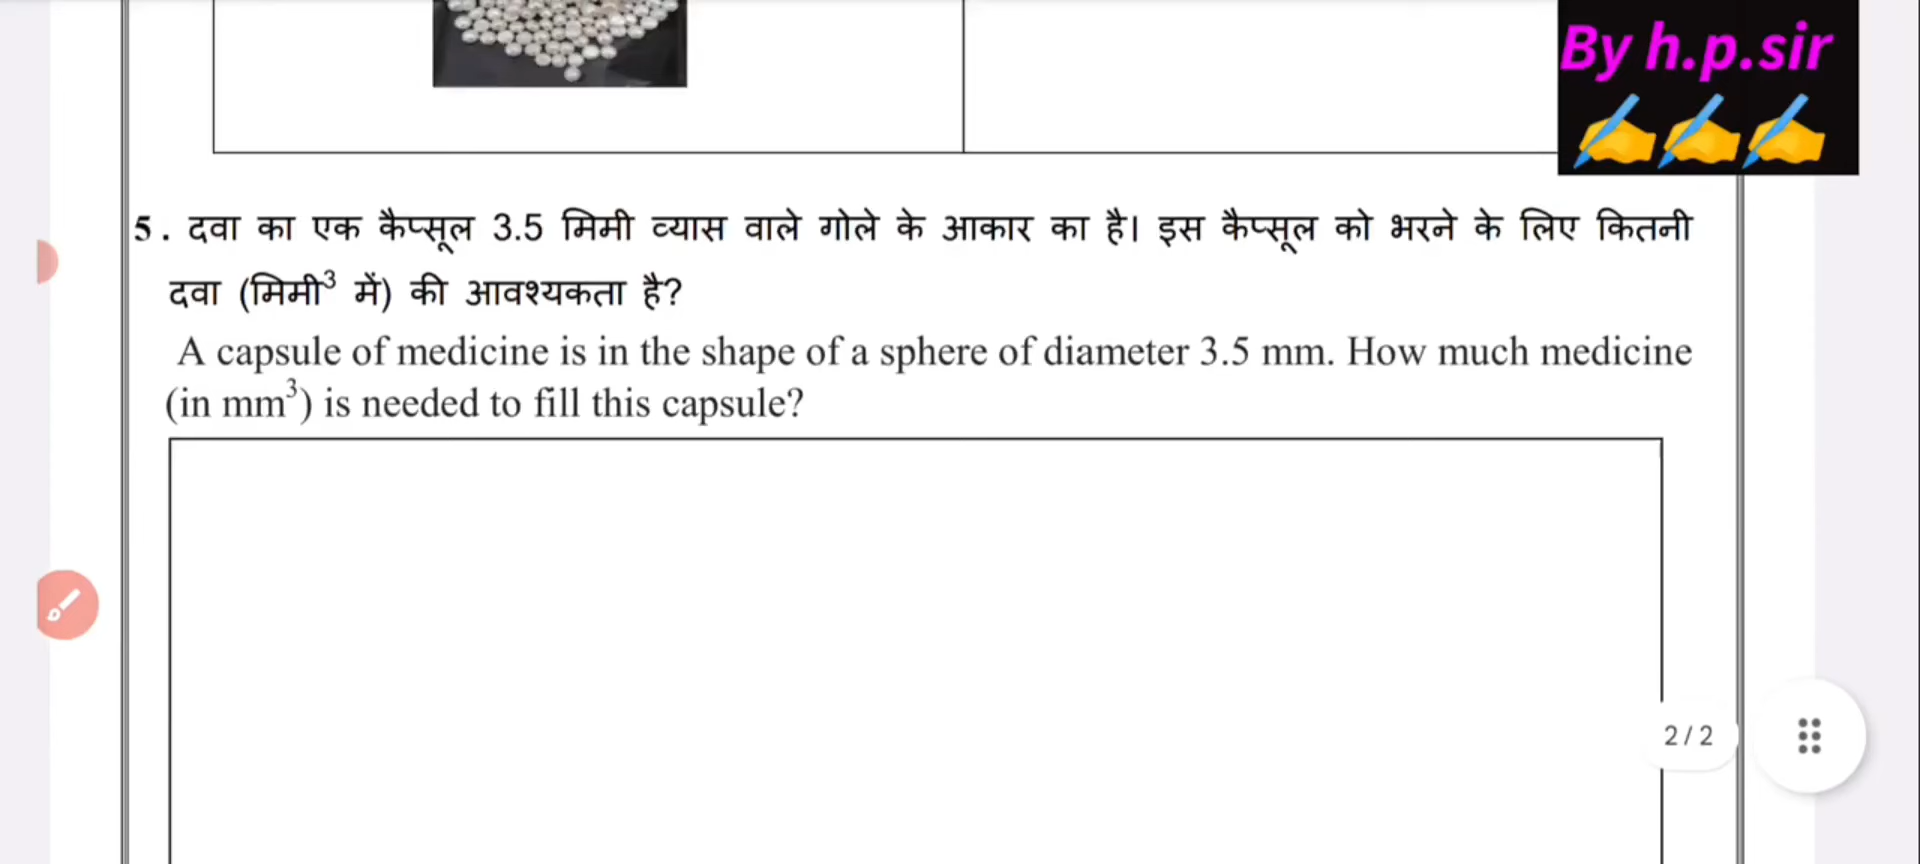 By h.p.sir
✍✍✍
5. दवा का एक कैप्सूल 3.5 मिमी व्यास वाले गोले के आकार का है। इस कैप्सूल को भरने के लिए कितनी
दवा (मिमी³ में) की आवश्यकता है?
A capsule of medicine is in the shape of a sphere of diameter 3.5 mm. How much medicine
(in mm³) is needed to fill this capsule?
2/2